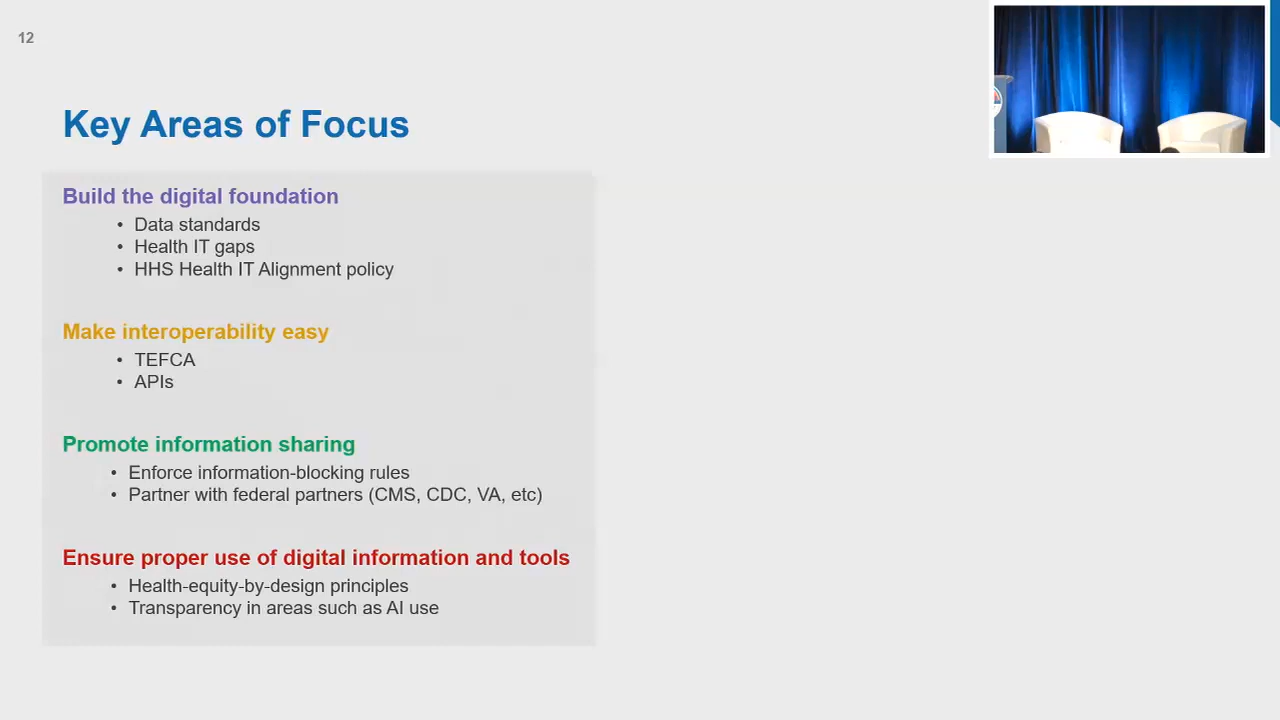 12
Key Areas of Focus
Build the digital foundation
• Data standards
• Health IT gaps
• HHS Health IT Alignment policy
Make interoperability easy
• TEFCA
• APIs
Promote information sharing
• Enforce information-blocking rules
• Partner with federal partners (CMS, CDC, VA, etc)
Ensure proper use of digital information and tools
• Health-equity-by-design principles
• Transparency in areas such as AI use